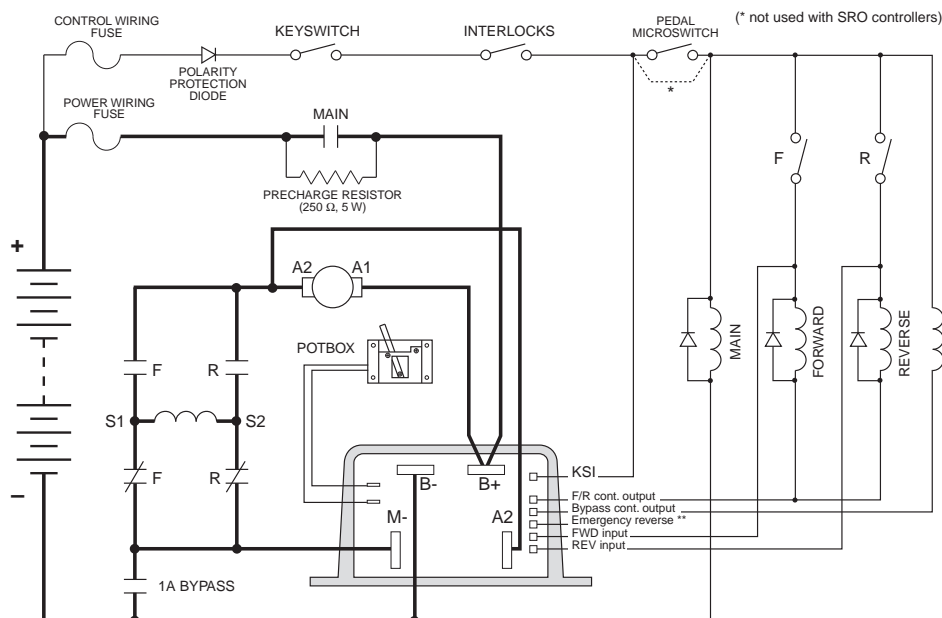 (* not used with SRO controllers)
CONTROL WIRING
FUSE
KEYSWITCH
INTERLOCKS
PEDAL
MICROSWITCH
*
POLARITY
PROTECTION
DIODE
POWER WIRING
FUSE
MAIN
F
R
PRECHARGE RESISTOR
(250 Ω, 5 W)
+
A2
A1
POTBOX
MAIN
FORWARD
REVERSE
F
R
S1
S2
F
R
B-
B+
KSI
F/R cont. output
Bypass cont. output
Emergency reverse **
FWD input
REV input
M-
A2
–
1A BYPASS